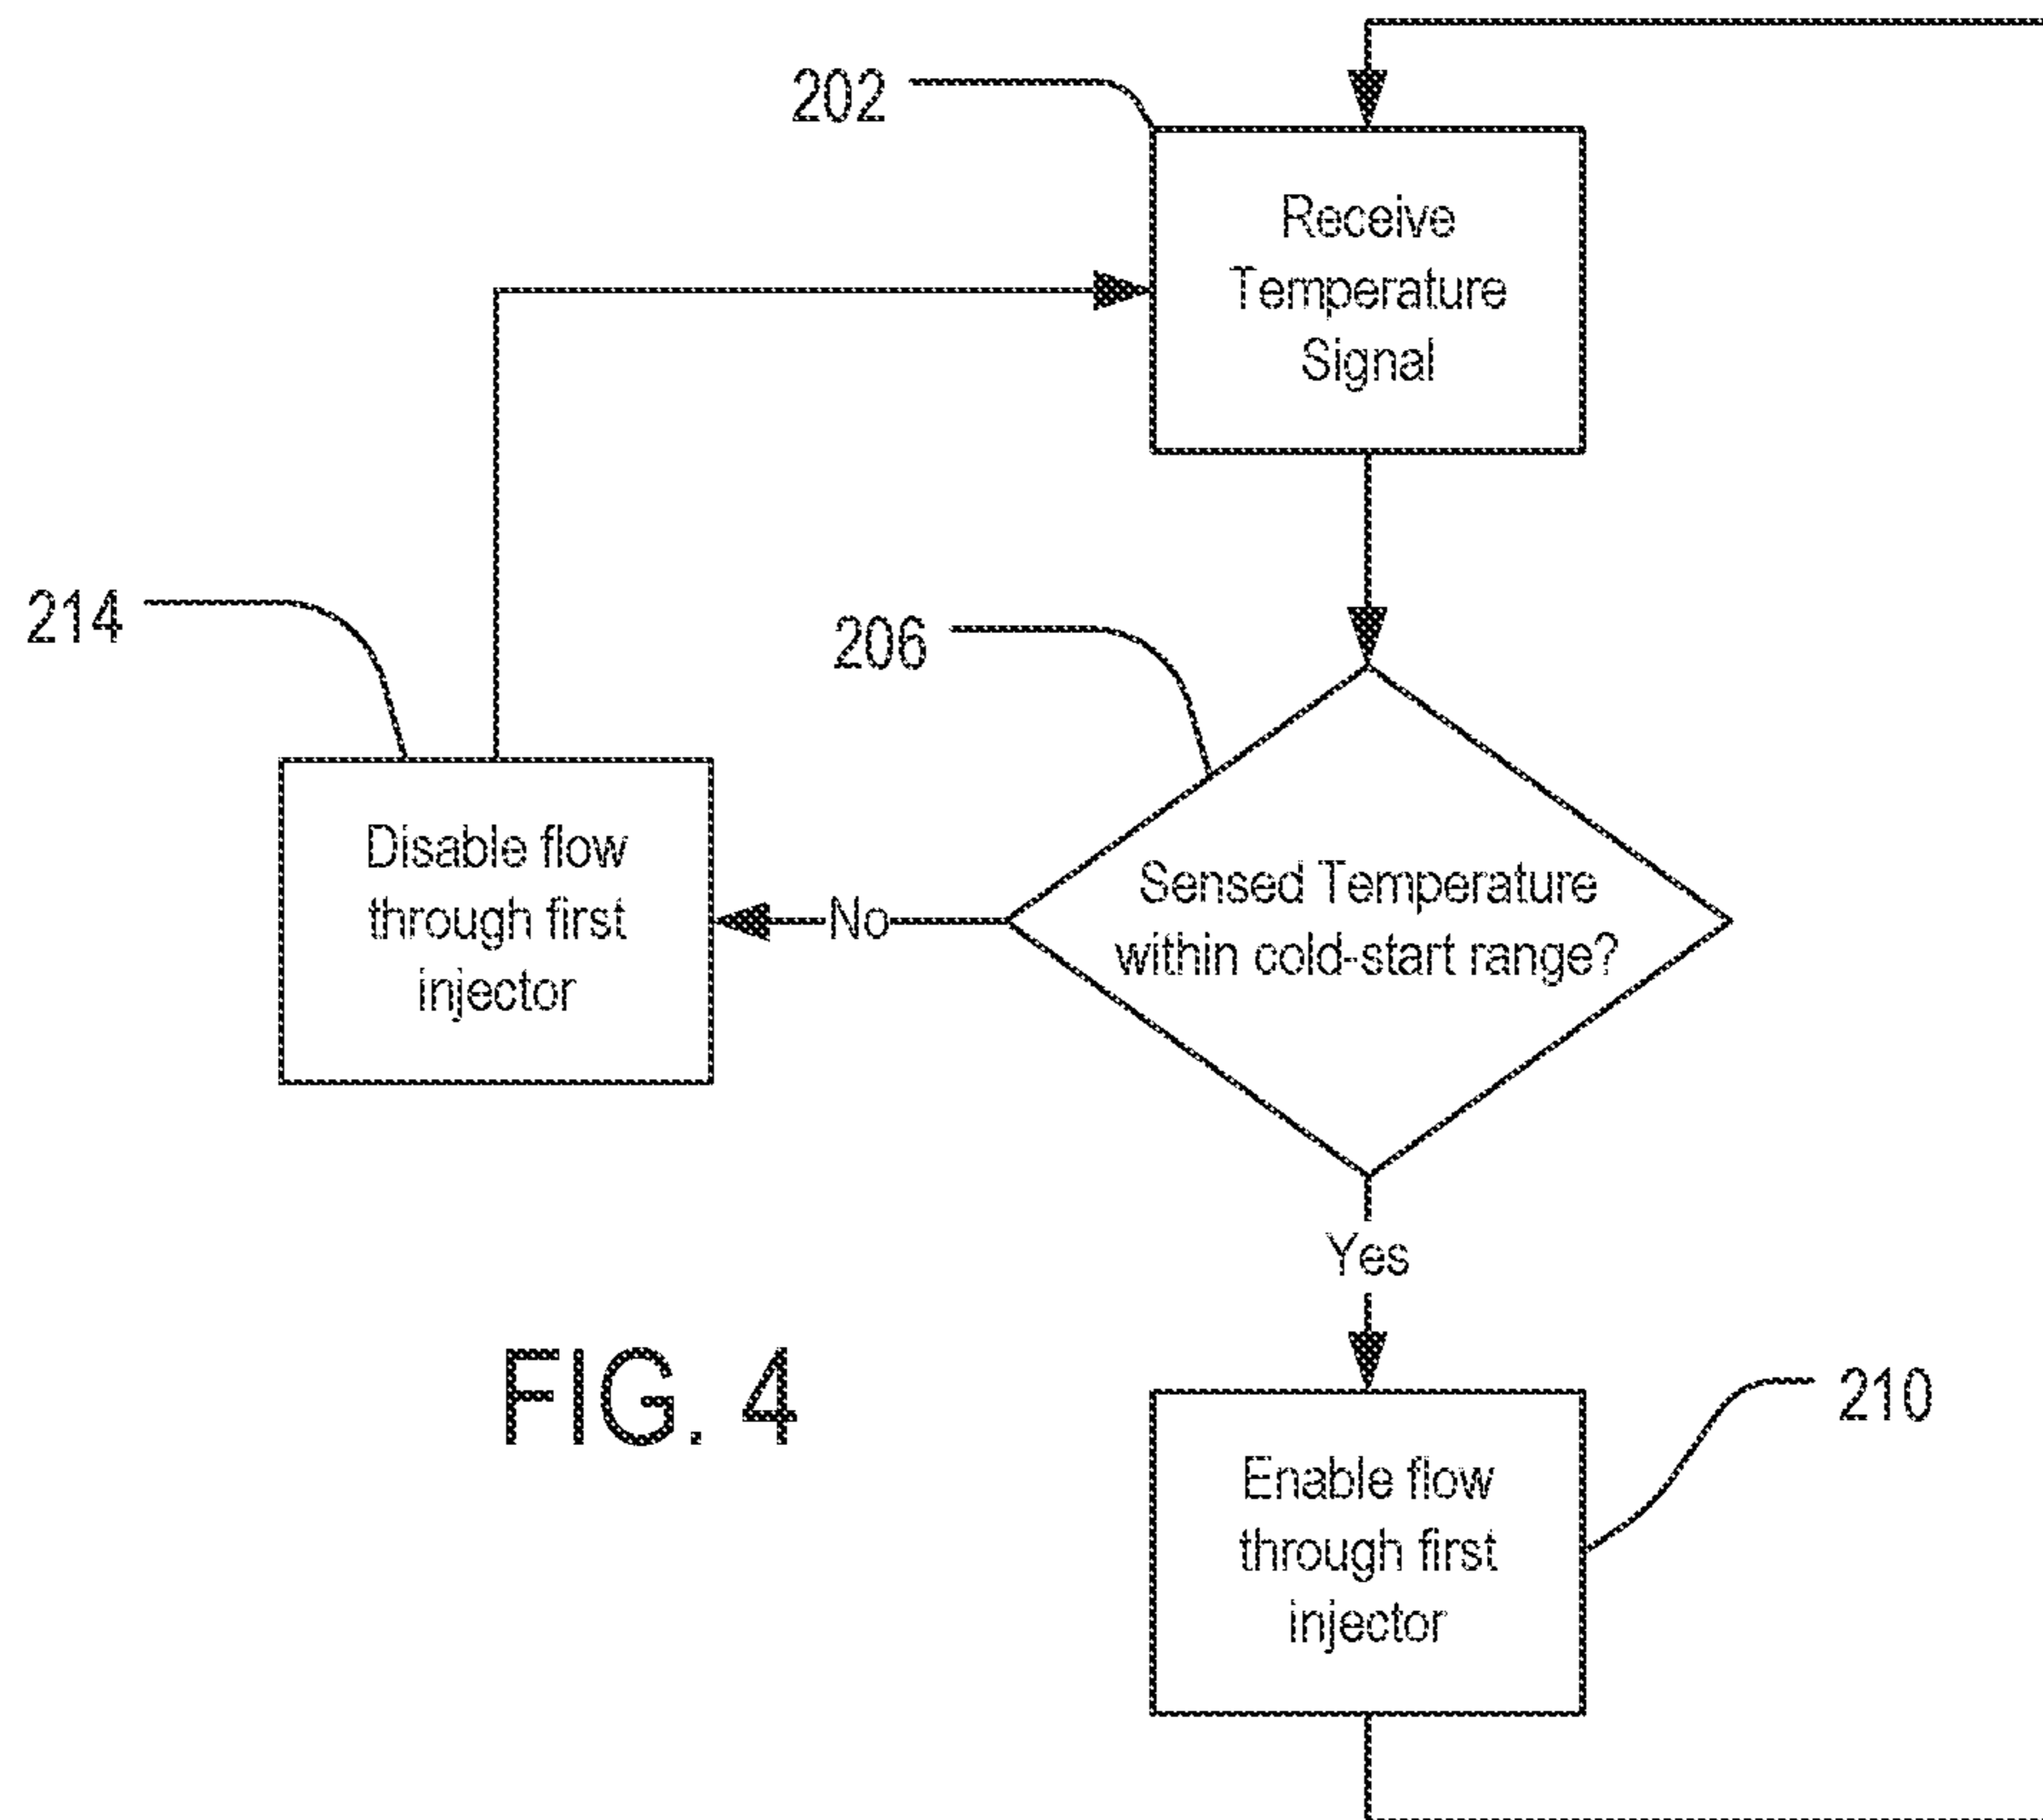 202
Receive
Temperature
Signal
214
206
Disable flow
through first
injector
No
Sensed Temperature
within cold-start range?
Yes
FIG. 4
210
Enable flow
through first
injector